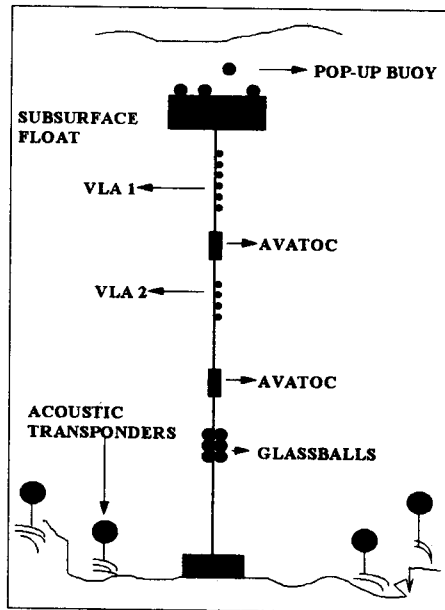 POP-UP BUOY
SUBSURFACE
FLOAT
VLA 1
AVATOC
VLA 2
AVATOC
ACOUSTIC
TRANSPONDERS
GLASSBALLS